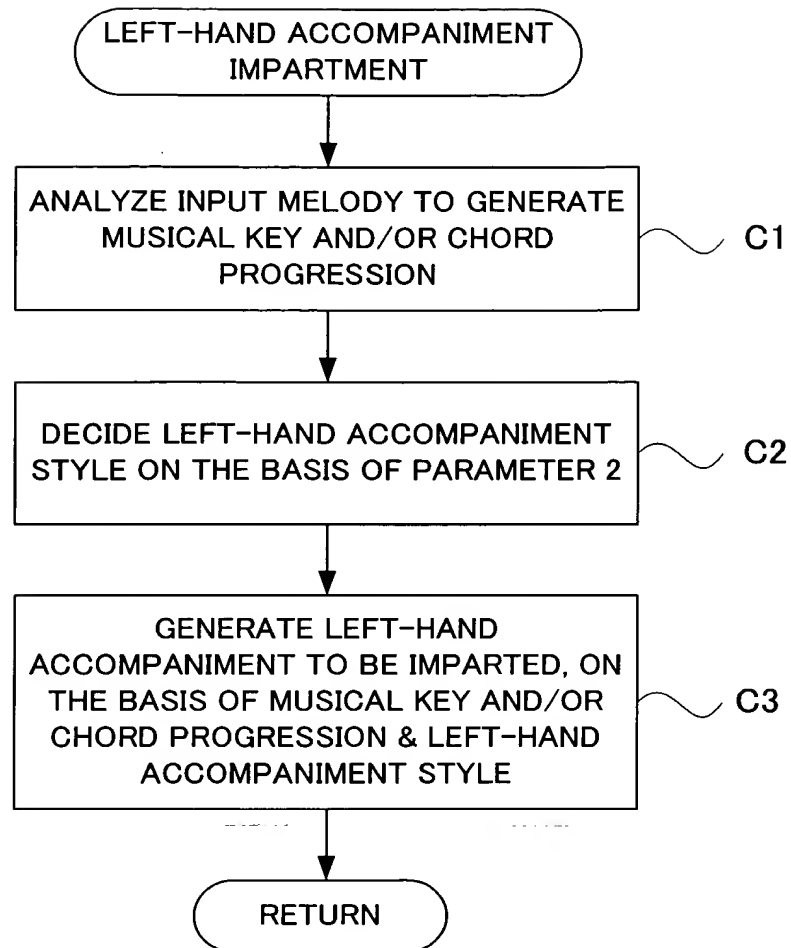 LEFT-HAND ACCOMPANIMENT
IMPARTMENT
ANALYZE INPUT MELODY TO GENERATE
MUSICAL KEY AND/OR CHORD
PROGRESSION
C1
DECIDE LEFT-HAND ACCOMPANIMENT
STYLE ON THE BASIS OF PARAMETER 2
C2
GENERATE LEFT-HAND
ACCOMPANIMENT TO BE IMPARTED, ON
THE BASIS OF MUSICAL KEY AND/OR
CHORD PROGRESSION & LEFT-HAND
ACCOMPANIMENT STYLE
C3
RETURN